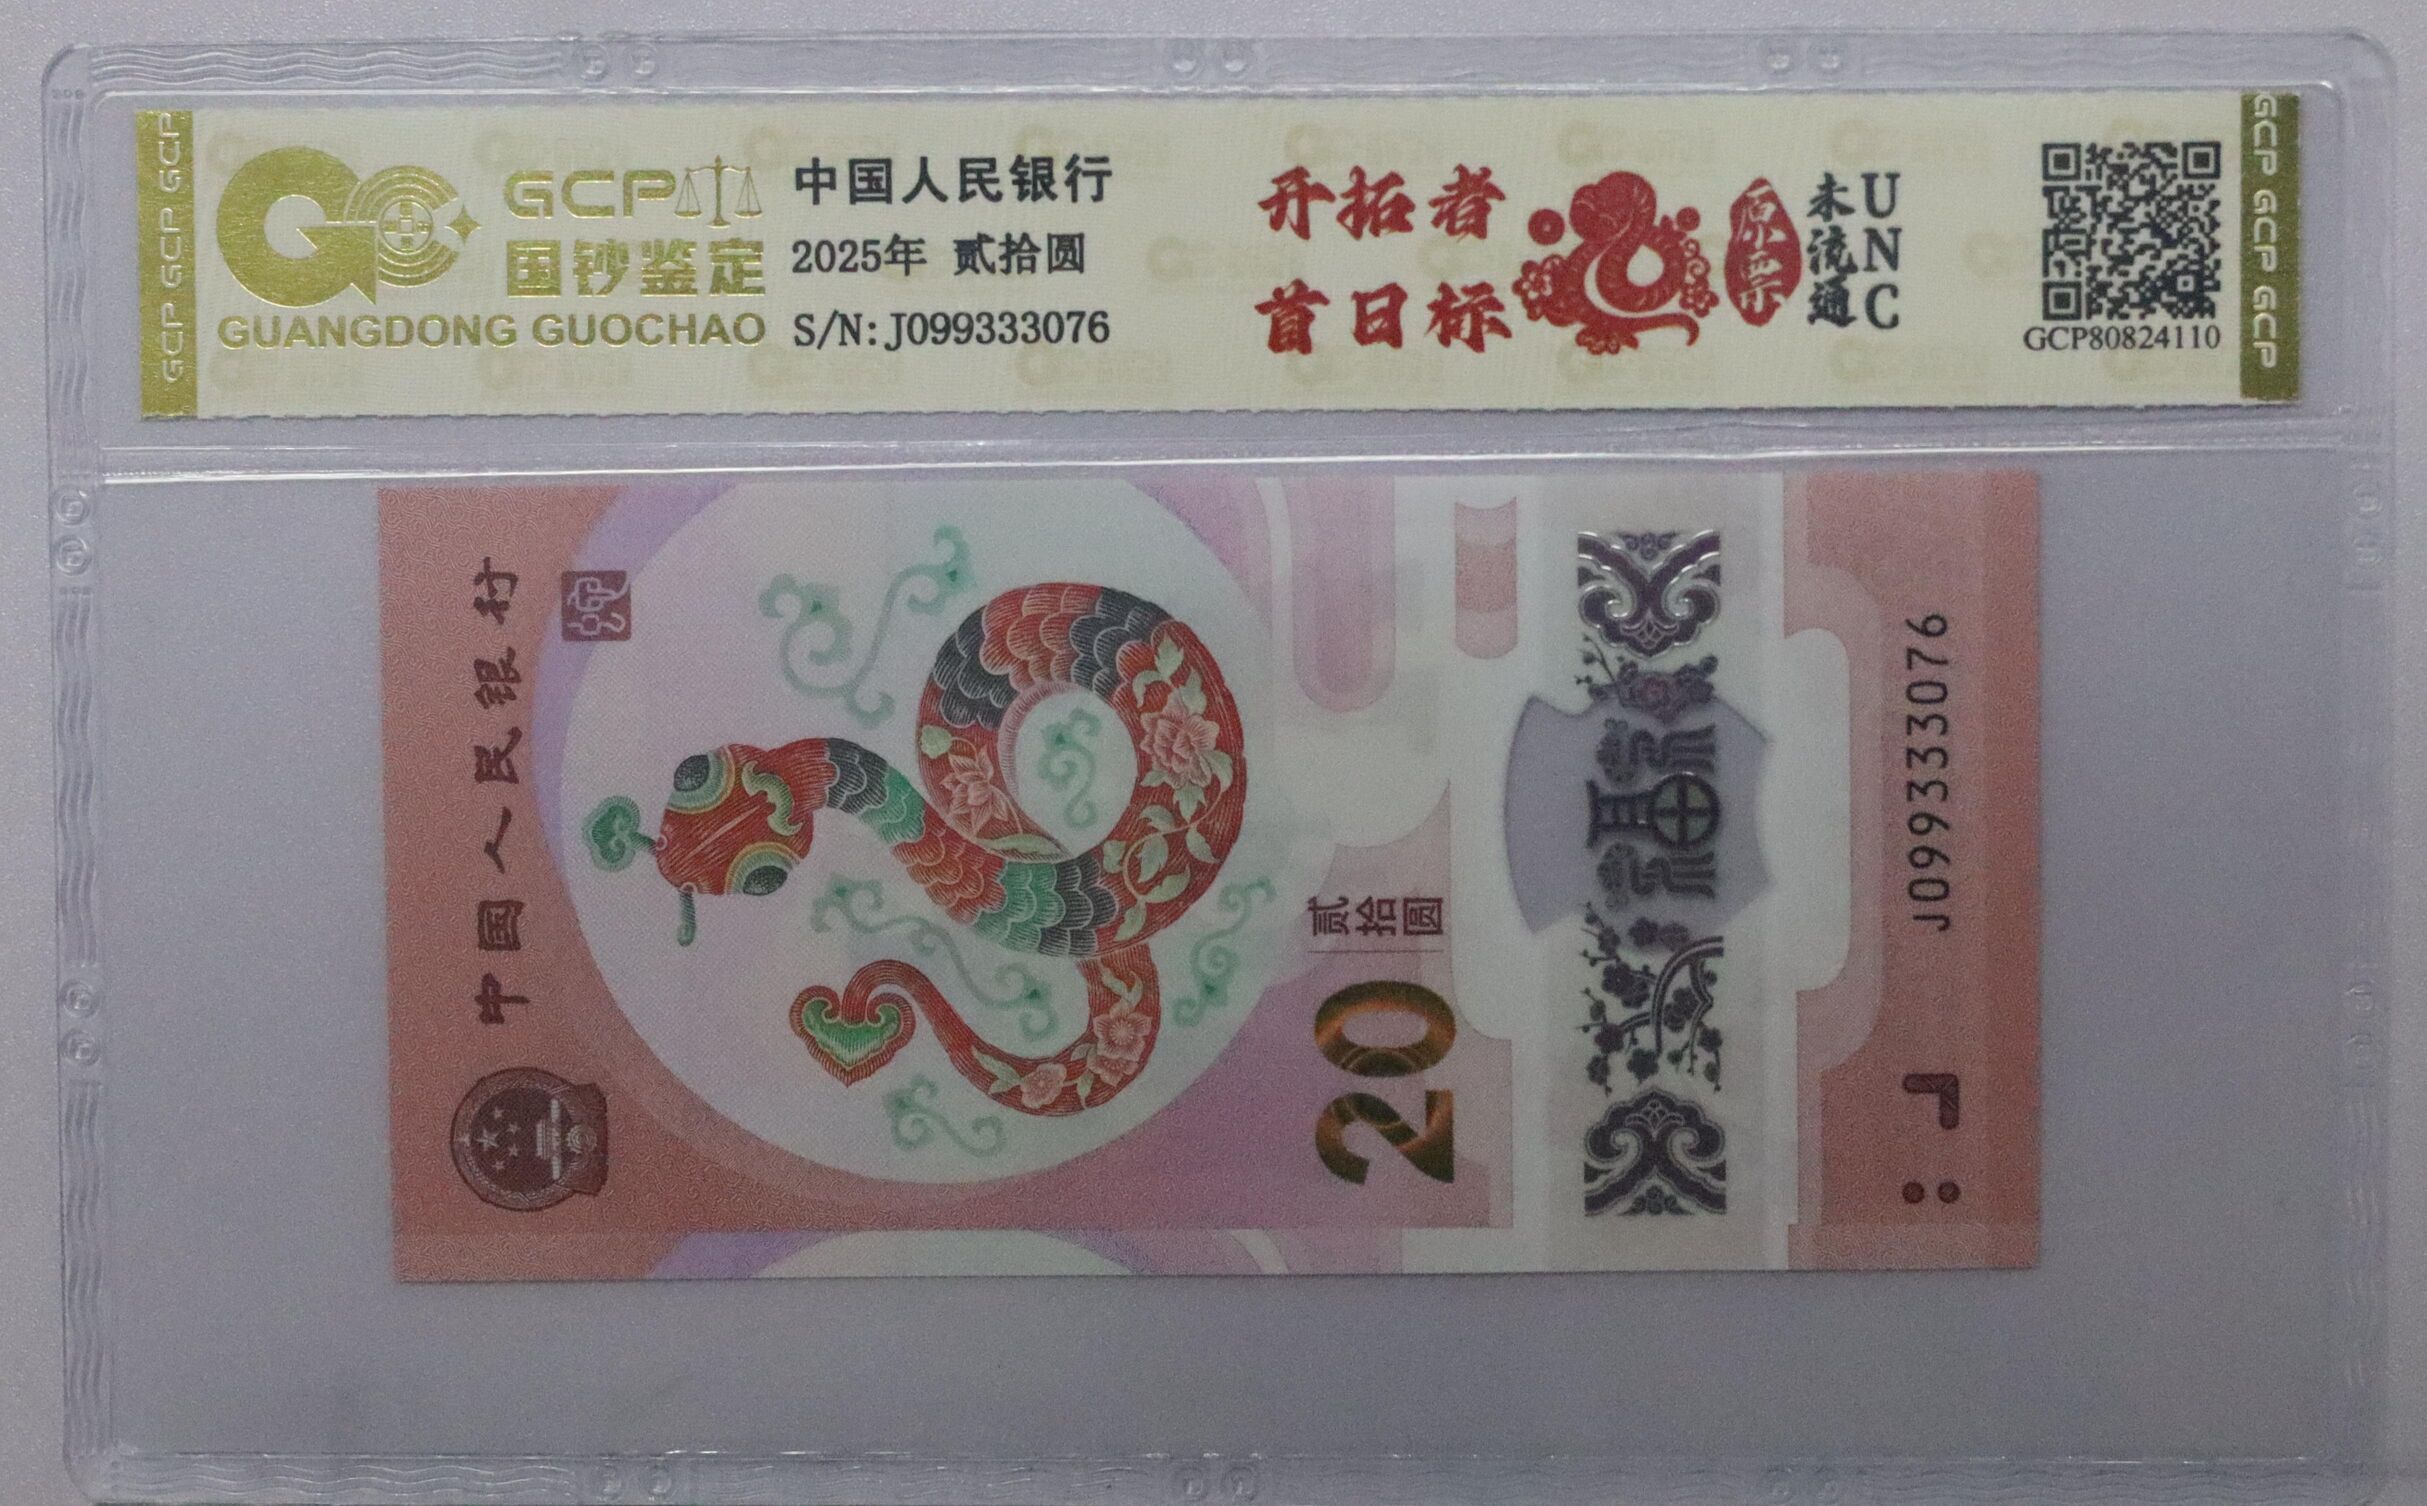 GCP GCP GCP
GCP
国钞鉴定
GUANGDONG GUOCHAO
中国人民银行
2025年 贰拾圆
S/N: J099333076
开拓者
首日标
原票
未流通
UNC
GCP80824110
GCP GCP GCP
中国人民银行
20
贰拾圆
福
J099333076